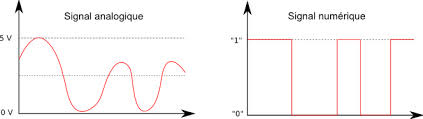 Signal analogique
5 V
0 V
Signal numérique
"1"
"0"